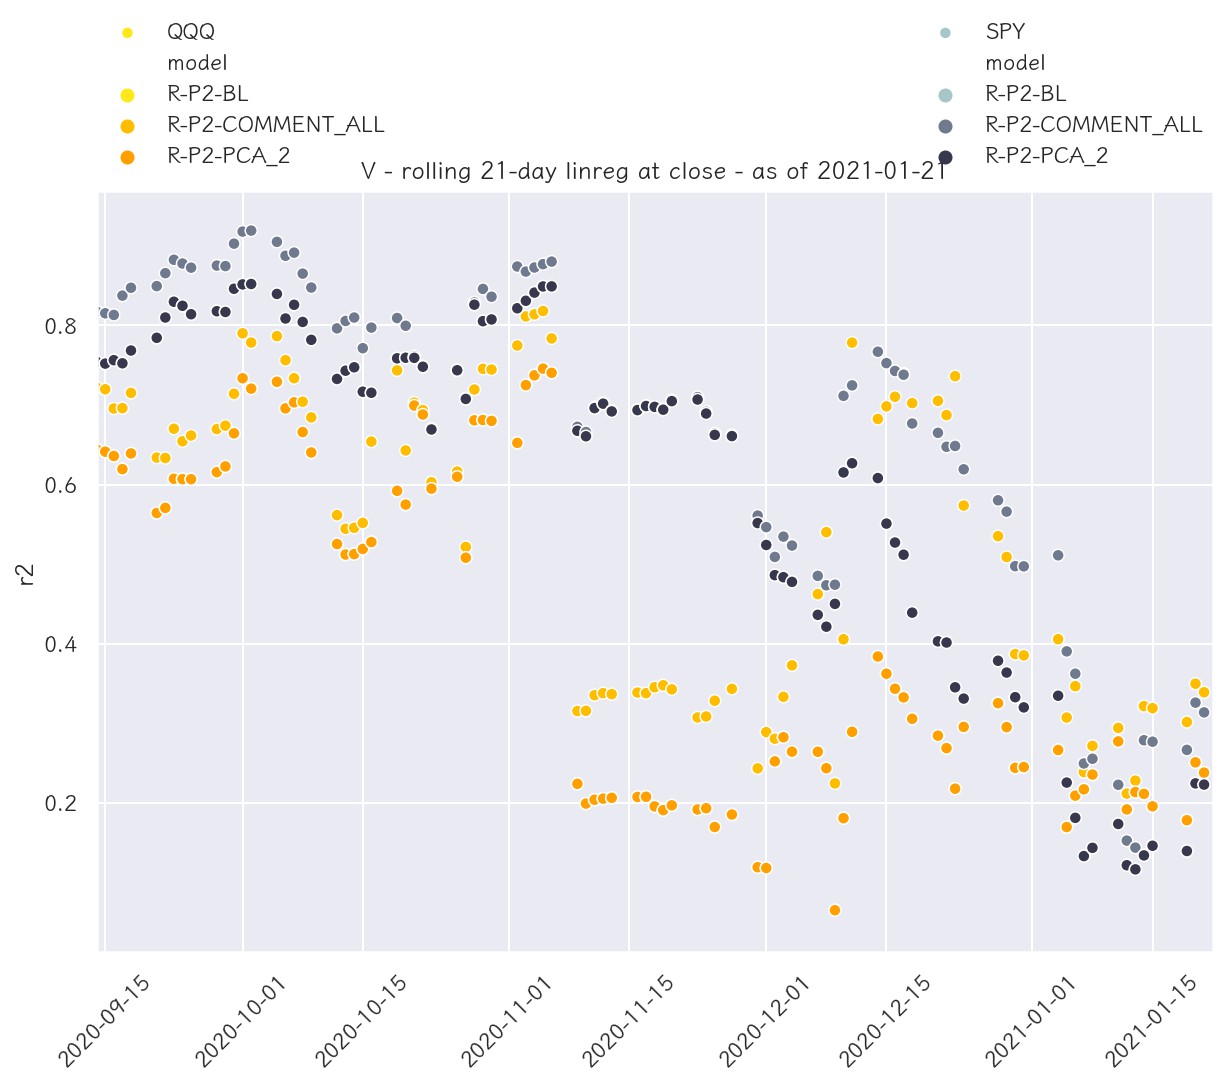 QQQ
model
R-P2-BL
R-P2-COMMENT_ALL
R-P2-PCA_2
SPY
model
R-P2-BL
R-P2-COMMENT_ALL
R-P2-PCA_2
V - rolling 21-day linreg at close - as of 2021-01-21
r2
0.8
0.6
0.4
0.2
2020-09-15
2020-10-01
2020-10-15
2020-11-01
2020-11-15
2020-12-01
2020-12-15
2021-01-01
2021-01-15